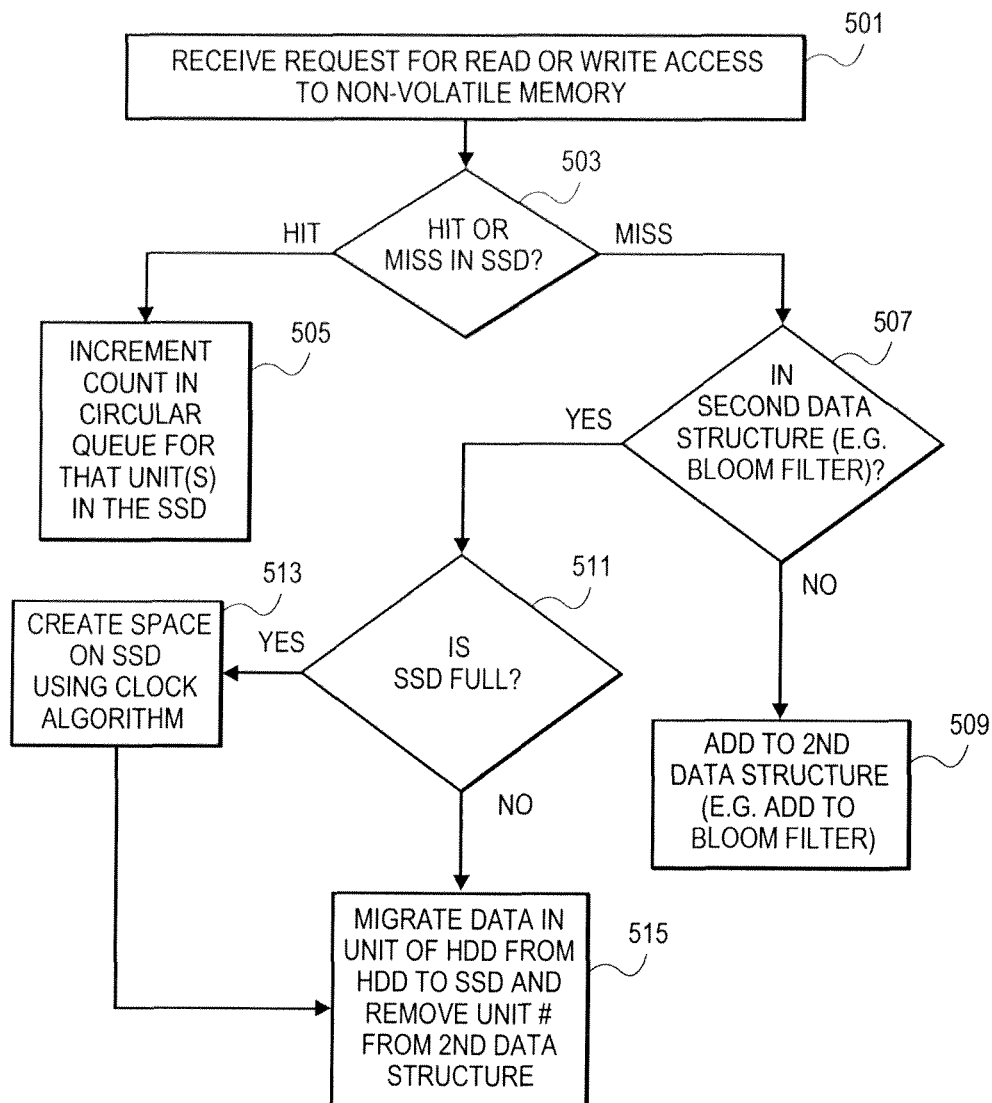 501
RECEIVE REQUEST FOR READ OR WRITE ACCESS
TO NON-VOLATILE MEMORY
503
HIT OR
MISS IN SSD?
HIT
MISS
505
INCREMENT
COUNT IN
CIRCULAR
QUEUE FOR
THAT UNIT(S)
IN THE SSD
507
IN
SECOND DATA
STRUCTURE (E.G.
BLOOM FILTER)?
YES
NO
511
IS
SSD FULL?
YES
NO
513
CREATE SPACE
ON SSD
USING CLOCK
ALGORITHM
509
ADD TO 2ND
DATA STRUCTURE
(E.G. ADD TO
BLOOM FILTER)
515
MIGRATE DATA IN
UNIT OF HDD FROM
HDD TO SSD AND
REMOVE UNIT #
FROM 2ND DATA
STRUCTURE